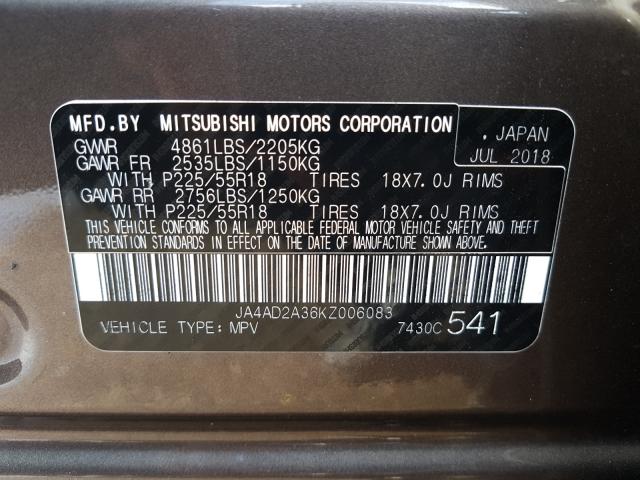 MFD.BY MITSUBISHI MOTORS CORPORATION , JAPAN
GVWR 4861LBS/2205KG JUL 2018
GAWR FR 2535LBS/1150KG
WITH P225/55R18 TIRES 18X7.0J RIMS
GAWR RR 2756LBS/1250KG
WITH P225/55R18 TIRES 18X7.0J RIMS
THIS VEHICLE CONFORMS TO ALL APPLICABLE FEDERAL MOTOR VEHICLE SAFETY AND THEFT
PREVENTION STANDARDS IN EFFECT ON THE DATE OF MANUFACTURE SHOWN ABOVE.
JA4AD2A36KZ006083
VEHICLE TYPE: MPV 7430C 541